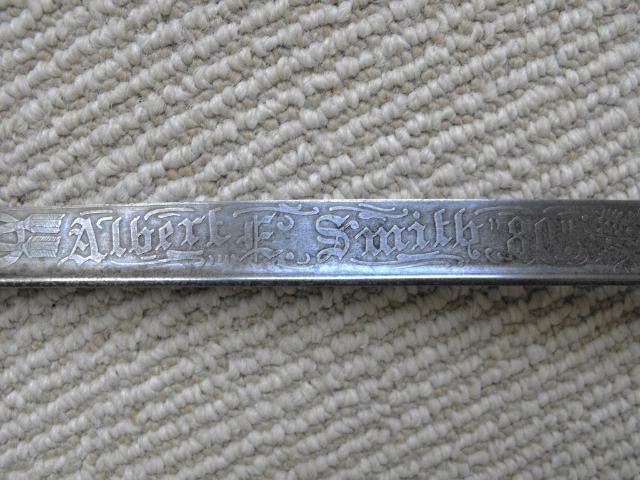 Albert E. Smith "80"